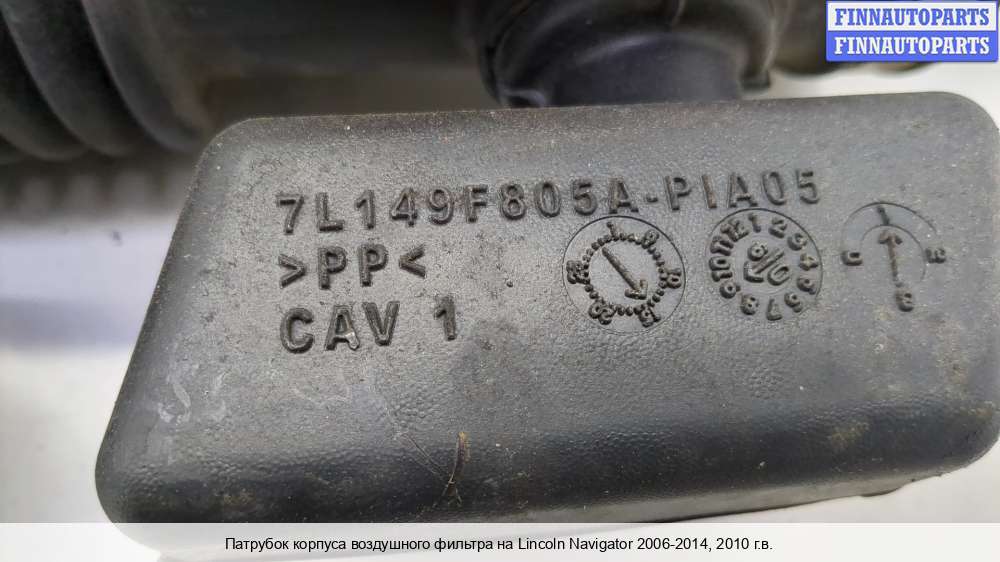 FINNAUTOPARTS
FINNAUTOPARTS
7L149F805A-PIA05
>PP<
CAV 1
Патрубок корпуса воздушного фильтра на Lincoln Navigator 2006-2014, 2010 г.в.